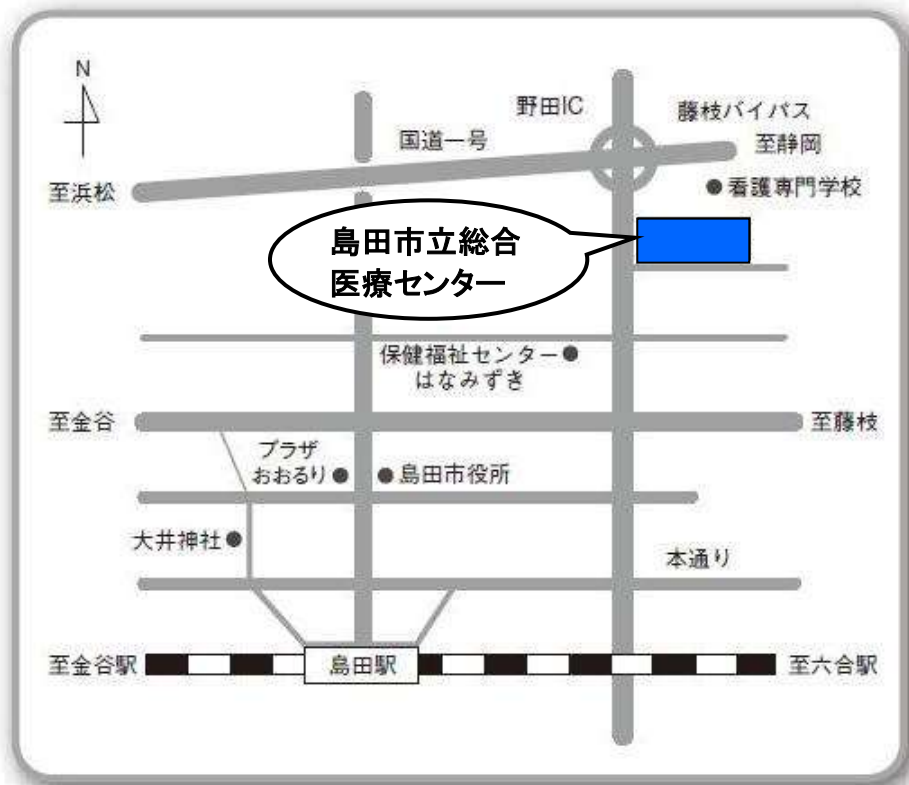 N
野田IC
藤枝バイパス
国道一号
至静岡
至浜松
看護専門学校
島田市立総合
医療センター
保健福祉センター
はなみずき
至金谷
至藤枝
プラザ
おおるり
島田市役所
大井神社
本通り
至金谷駅
島田駅
至六合駅